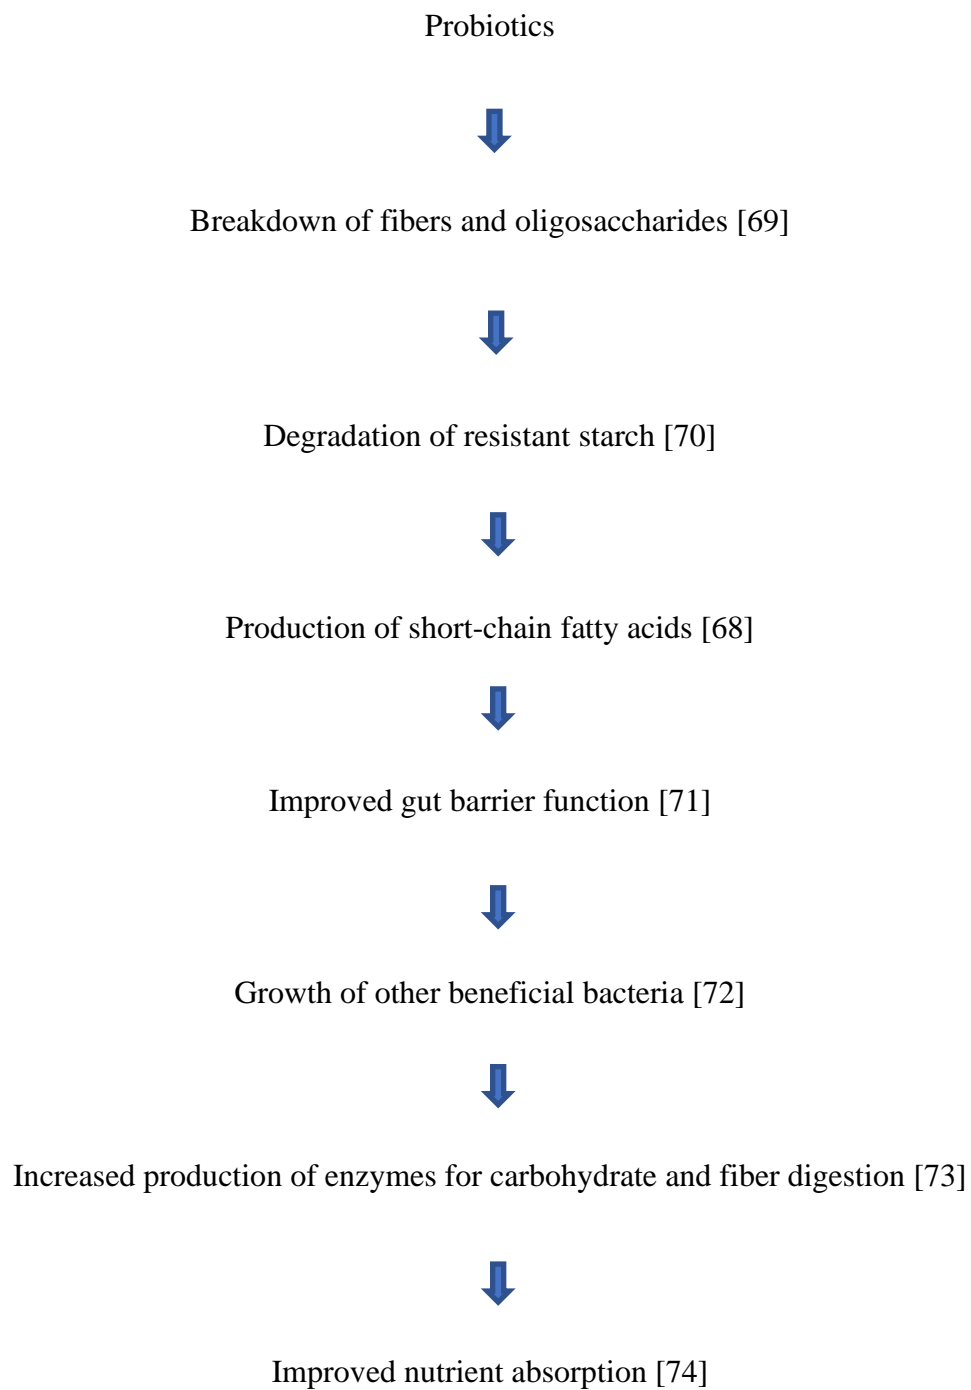 Probiotics
Breakdown of fibers and oligosaccharides [69]
Degradation of resistant starch [70]
Production of short-chain fatty acids [68]
Improved gut barrier function [71]
Growth of other beneficial bacteria [72]
Increased production of enzymes for carbohydrate and fiber digestion [73]
Improved nutrient absorption [74]